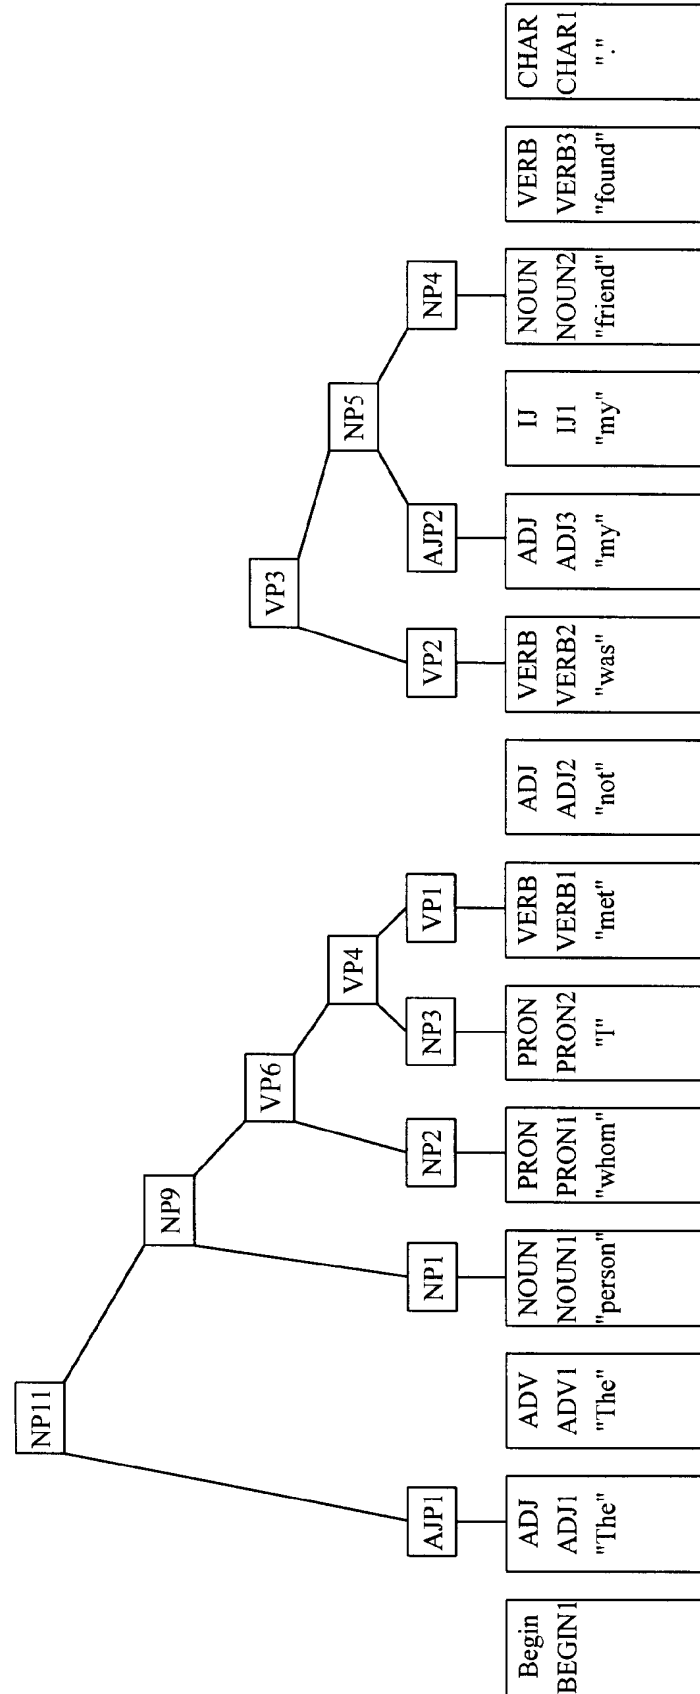 NP11
NP9
VP6
VP3
VP4
NP5
AJP1
NP1
NP2
NP3
VP1
VP2
AJP2
NP4
Begin
BEGIN1
ADJ
ADJ1
"The"
ADV
ADV1
"The"
NOUN
NOUN1
"person"
PRON
PRON1
"whom"
PRON
PRON2
"I"
VERB
VERB1
"met"
ADJ
ADJ2
"not"
VERB
VERB2
"was"
ADJ
ADJ3
"my"
IJ
IJ1
"my"
NOUN
NOUN2
"friend"
VERB
VERB3
"found"
CHAR
CHAR1
"."